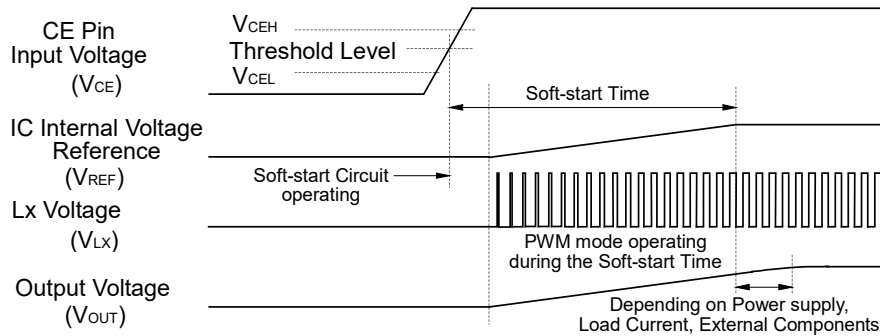 CE Pin
Input Voltage
(VCE)
VCEH
Threshold Level
VCEL
Soft-start Time
IC Internal Voltage
Reference
(VREF)
Soft-start Circuit
operating
Lx Voltage
(VLX)
PWM mode operating
during the Soft-start Time
Output Voltage
(VOUT)
Depending on Power supply,
Load Current, External Components